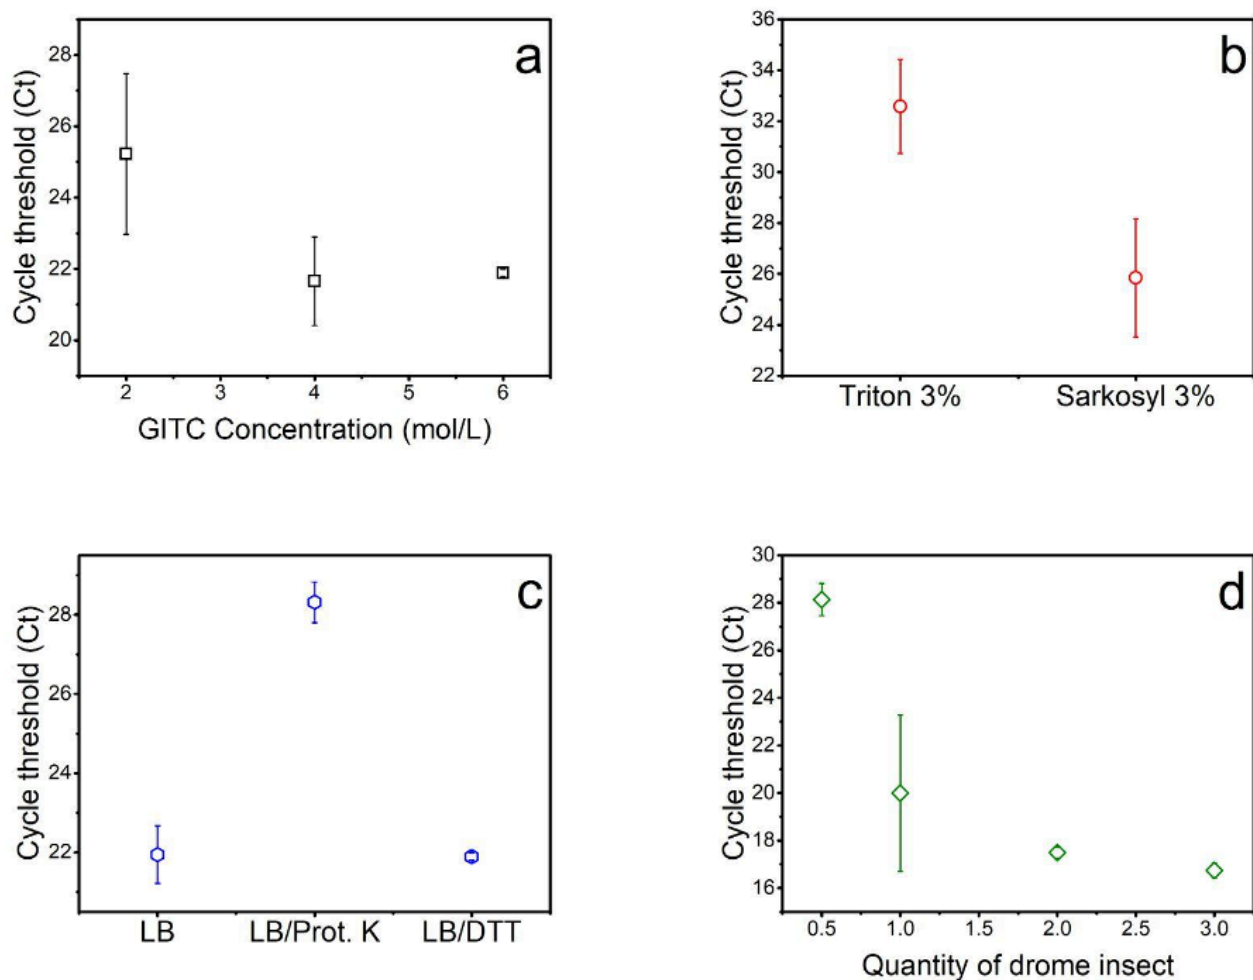 a
Cycle threshold (Ct)
28
26
24
22
20
2 3 4 5 6
GITC Concentration (mol/L)
b
Cycle threshold (Ct)
36
34
32
30
28
26
24
22
Triton 3% Sarkosyl 3%
c
Cycle threshold (Ct)
28
26
24
22
LB LB/Prot. K LB/DTT
d
Cycle threshold (Ct)
30
28
26
24
22
20
18
16
0.5 1.0 1.5 2.0 2.5 3.0
Quantity of drome insect